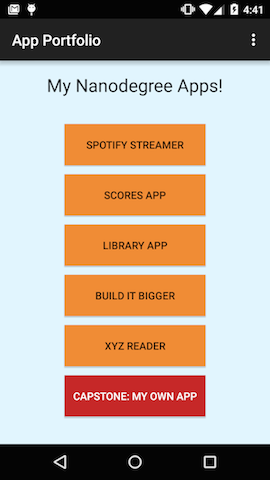 4:41
App Portfolio
My Nanodegree Apps!
SPOTIFY STREAMER
SCORES APP
LIBRARY APP
BUILD IT BIGGER
XYZ READER
CAPSTONE: MY OWN APP